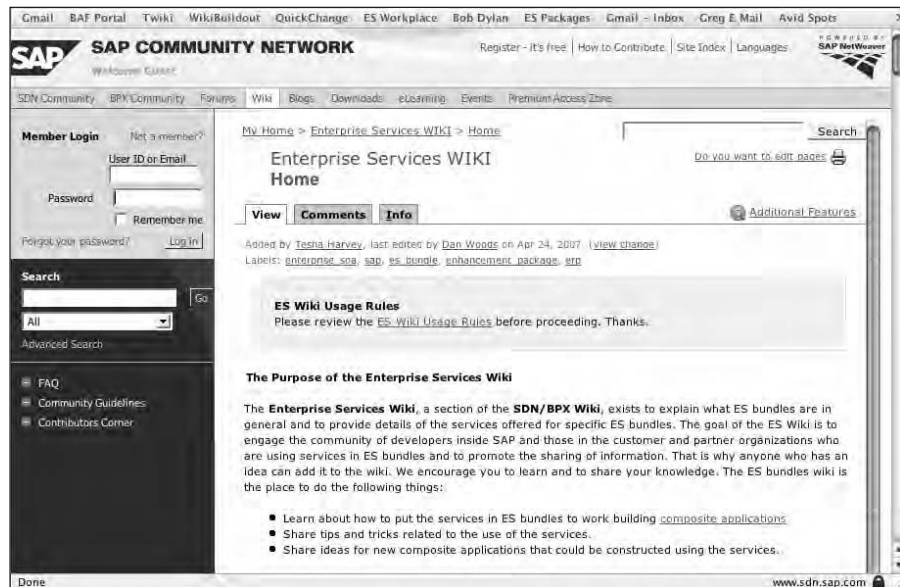 Gmail BAF Portal Twiki WikiBuildout QuickChange ES Workplace Bob Dylan ES Packages Gmail - Inbox Greg E Mail Avid Spots
SAP
SAP COMMUNITY NETWORK
Welcome Guest
Register - it's free | How to Contribute | Site Index | Languages
POWERED BY
SAP NetWeaver
SDN Community BPX Community Forums Wiki Blogs Downloads eLearning Events Premium Access Zone
Member Login Not a member?
User ID or Email
Password
Remember me
Forgot your password? Log in
Search
Go
All
Advanced Search
FAQ
Community Guidelines
Contributors Corner
My Home > Enterprise Services WIKI > Home
Search
Enterprise Services WIKI
Home
Do you want to edit pages
View Comments Info
Additional Features
Added by Tesha Harvey, last edited by Dan Woods on Apr 24, 2007 (view change)
Labels: enterprise_soa, sap, es_bundle, enhancement_package, erp
ES Wiki Usage Rules
Please review the ES Wiki Usage Rules before proceeding. Thanks.
The Purpose of the Enterprise Services Wiki
The Enterprise Services Wiki, a section of the SDN/BPX Wiki, exists to explain what ES bundles are in
general and to provide details of the services offered for specific ES bundles. The goal of the ES Wiki is to
engage the community of developers inside SAP and those in the customer and partner organizations who
are using services in ES bundles and to promote the sharing of information. That is why anyone who has an
idea can add it to the wiki. We encourage you to learn and to share your knowledge. The ES bundles wiki is
the place to do the following things:
• Learn about how to put the services in ES bundles to work building composite applications
• Share tips and tricks related to the use of the services.
• Share ideas for new composite applications that could be constructed using the services.
Done
www.sdn.sap.com